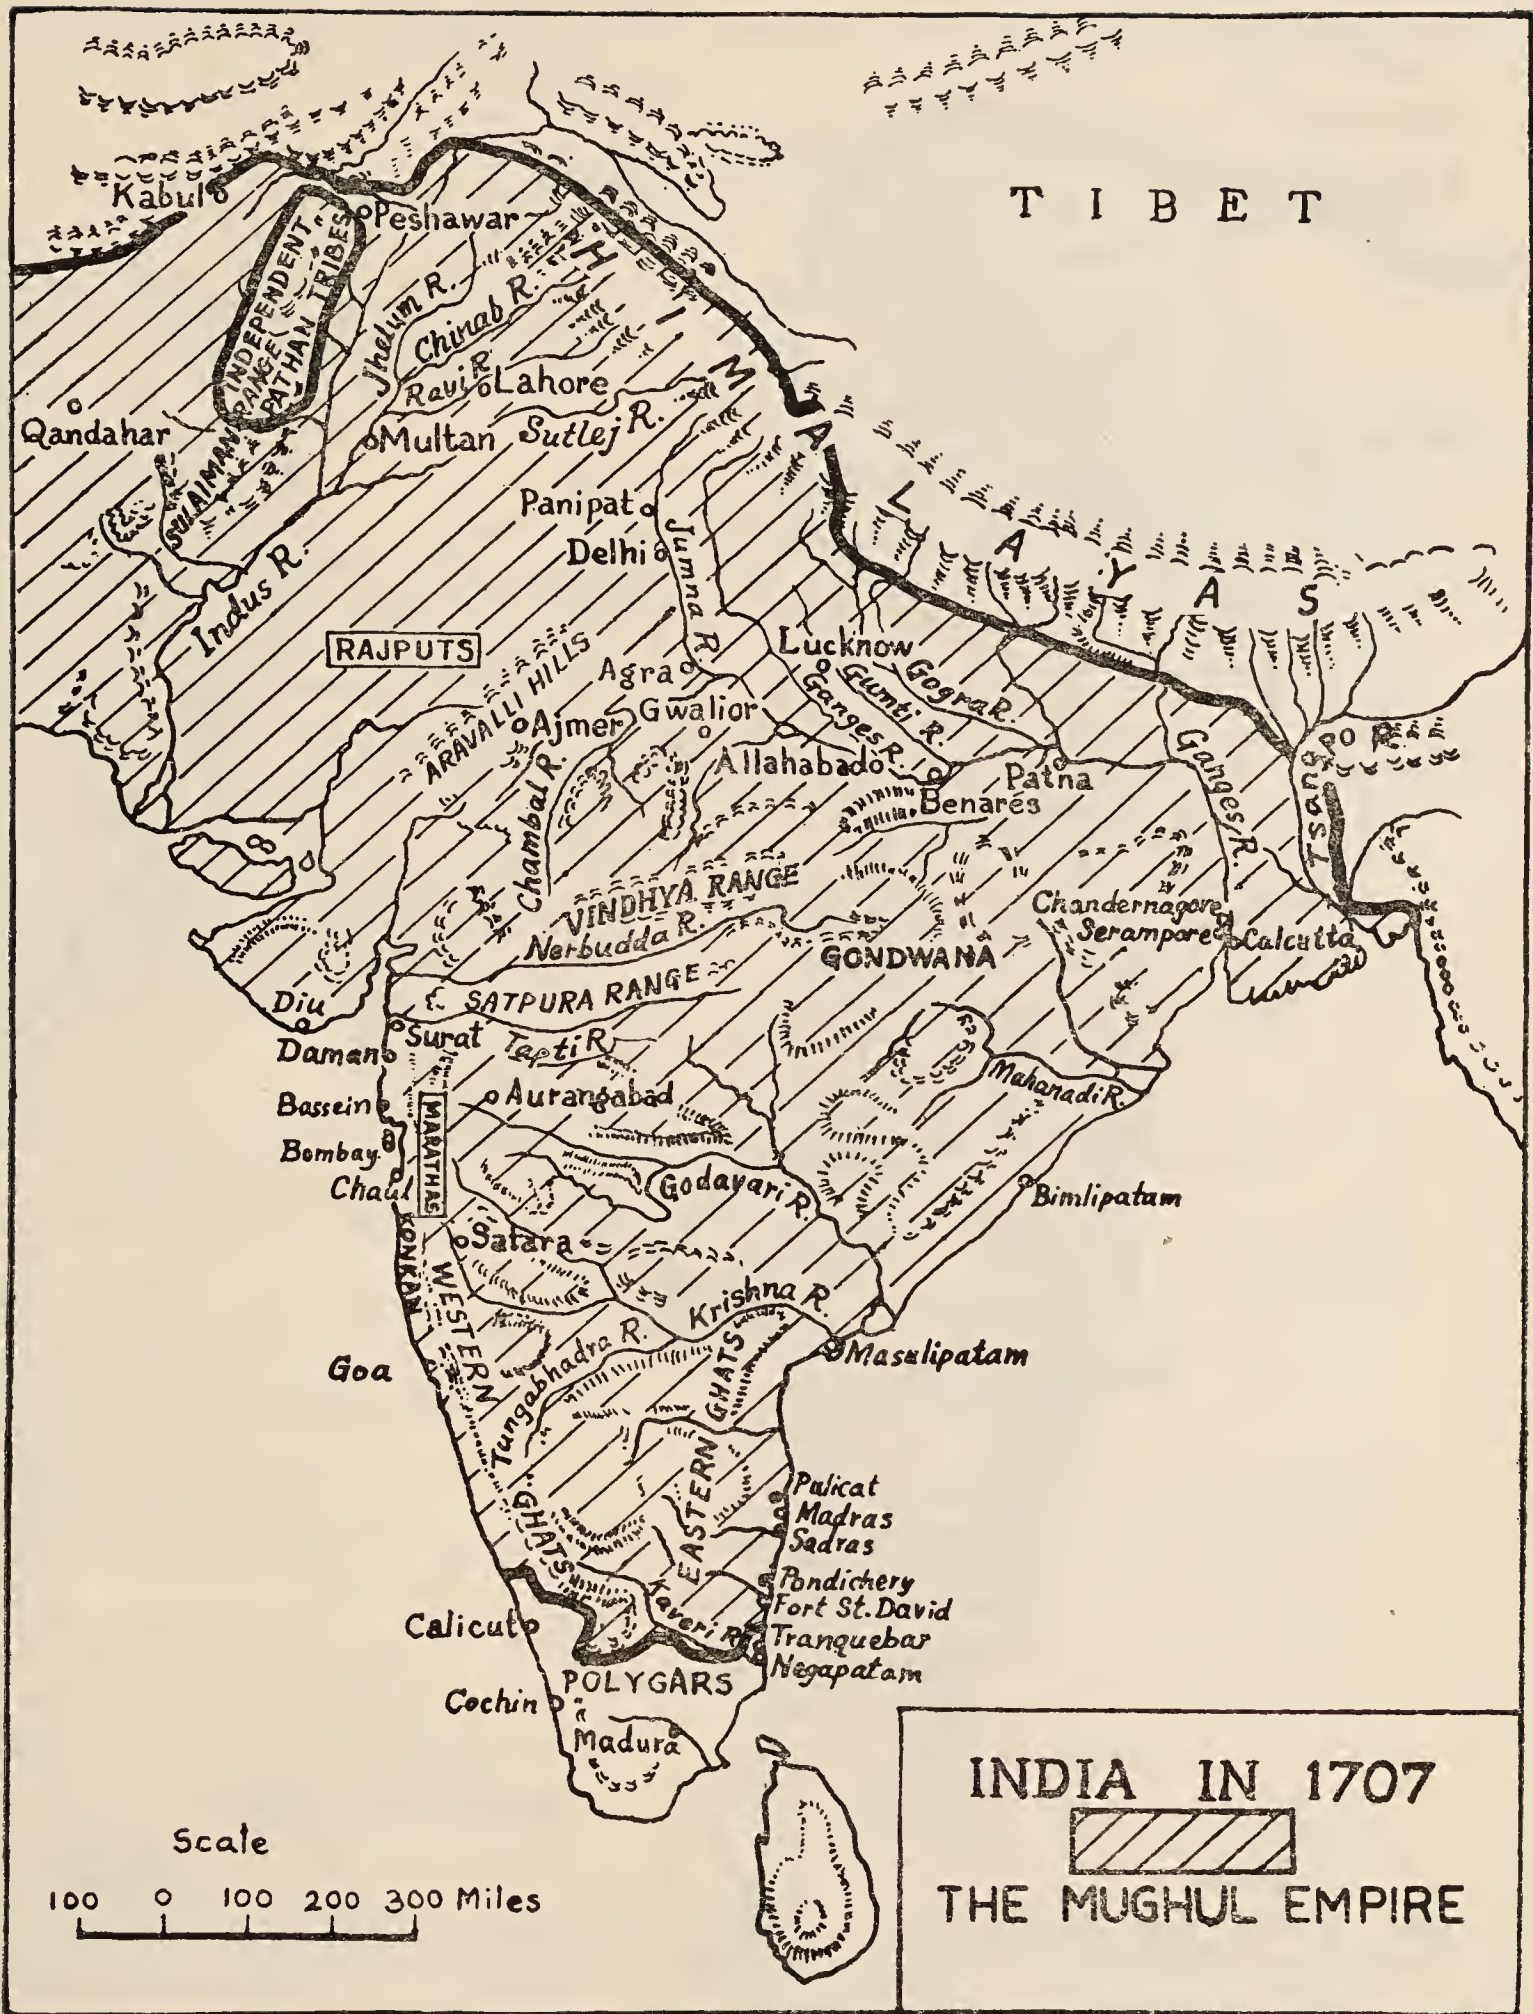 TIBET
Kabul
Peshawar
INDEPENDENT
PATHAN TRIBES
SULAIMAN RANGE
HIMALAYAS
Jhelum R.
Chinab R.
Ravi R.
Lahore
Qandahar
Multan
Sutlej R.
Panipat
Delhi
Jumna R.
Indus R.
RAJPUTS
ARAVALLI HILLS
Agra
Lucknow
Gogra R.
Gumti R.
Ganges R.
Ajmer
Gwalior
Allahabad
Patna
Benares
Ganges R.
Tsang Po R.
Chambal R.
VINDHYA RANGE
Nerbudda R.
GONDWANA
Chandernagore
Serampore
Calcutta
SATPURA RANGE
Diu
Surat
Tapti R.
Daman
Aurangabad
Mahanadi R.
Bassein
MARATHAS
Bombay
Chaul
Godavari R.
Bimlipatam
KONKAN
Satara
WESTERN GHATS
Krishna R.
Tungabhadra R.
EASTERN GHATS
Masulipatam
Goa
Pulicat
Madras
Sadras
Pondichery
Fort St. David
Calicut
Kaveri R.
Tranquebar
Negapatam
POLYGARS
Cochin
Madura
INDIA IN 1707
THE MUGHUL EMPIRE
Scale
100 0 100 200 300 Miles